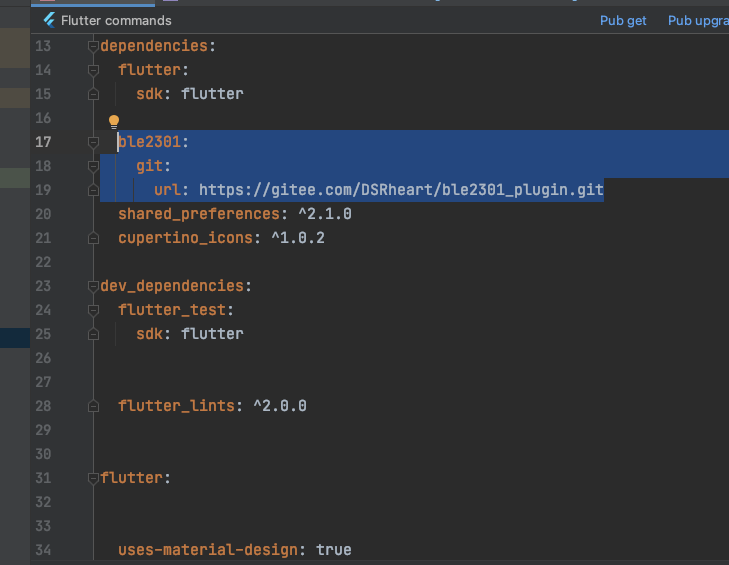 Flutter commands Pub get Pub upgra
13 dependencies:
14 flutter:
15 sdk: flutter
16
17 ble2301:
18 git:
19 url: https://gitee.com/DSRheart/ble2301_plugin.git
20 shared_preferences: ^2.1.0
21 cupertino_icons: ^1.0.2
22
23 dev_dependencies:
24 flutter_test:
25 sdk: flutter
26
27
28 flutter_lints: ^2.0.0
29
30
31 flutter:
32
33
34 uses-material-design: true